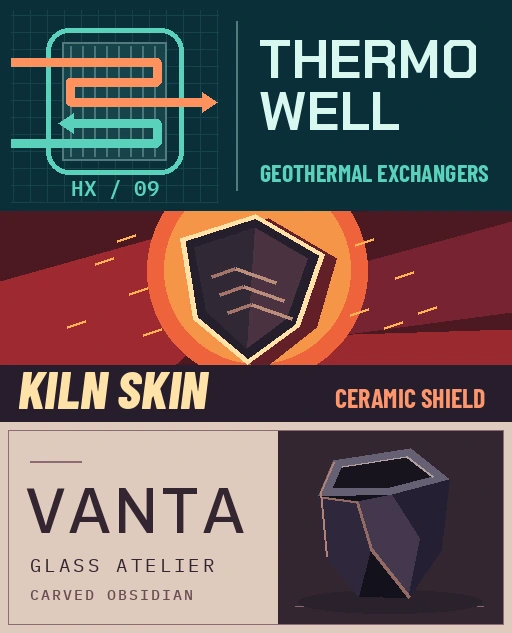 HX / 09
THERMO
WELL
GEOTHERMAL EXCHANGERS
KILN SKIN
CERAMIC SHIELD
VANTA
GLASS ATELIER
CARVED OBSIDIAN